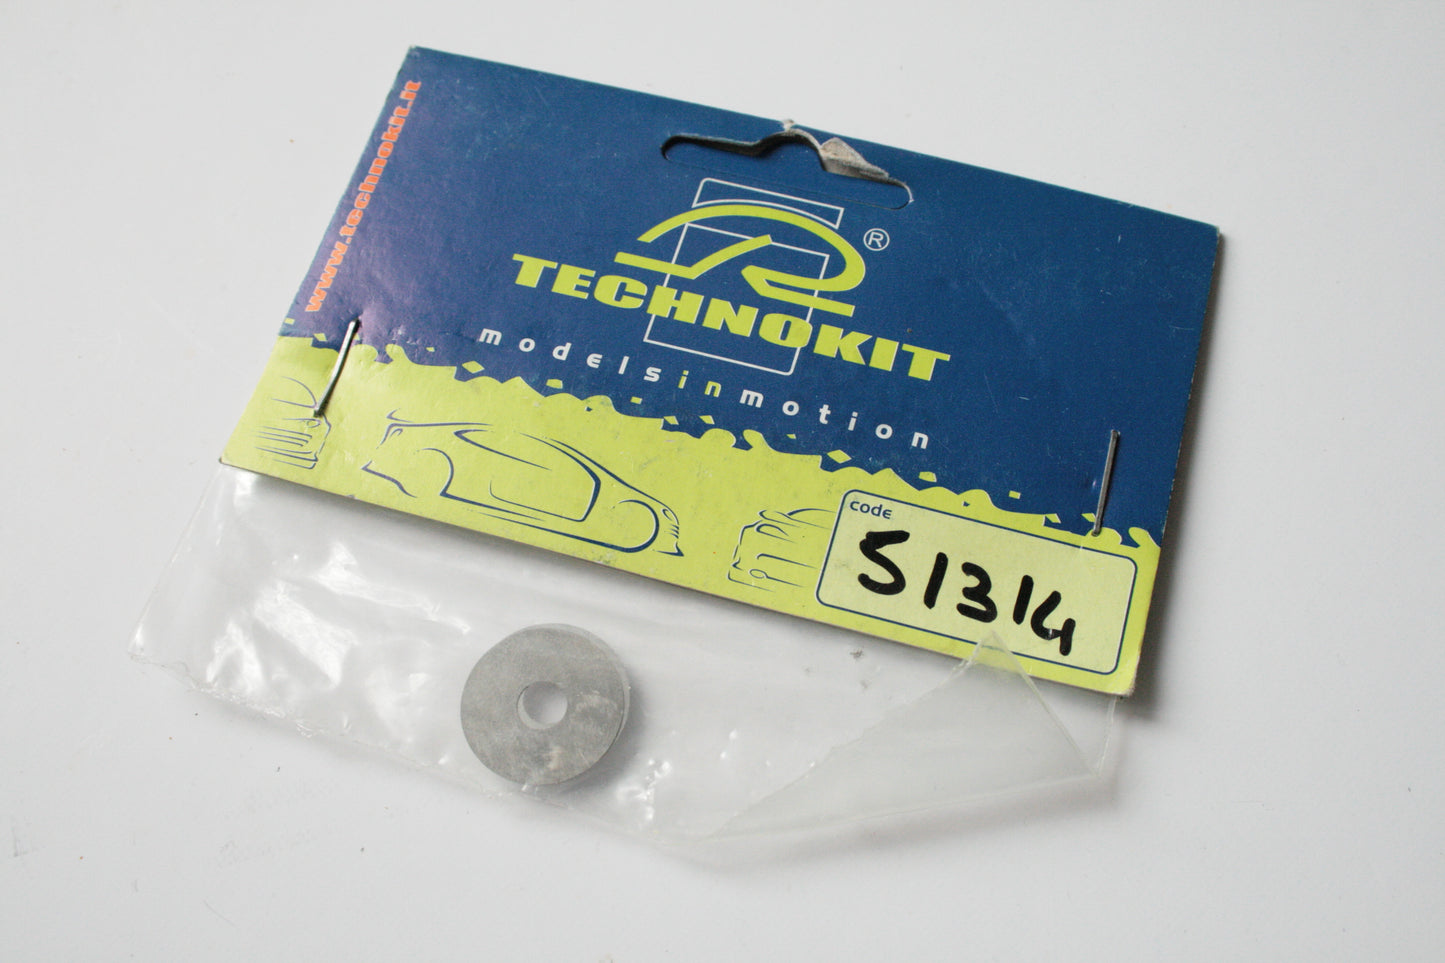 www.technokit.it
®
TECHNOKIT
modelsinmotion
code
S1314